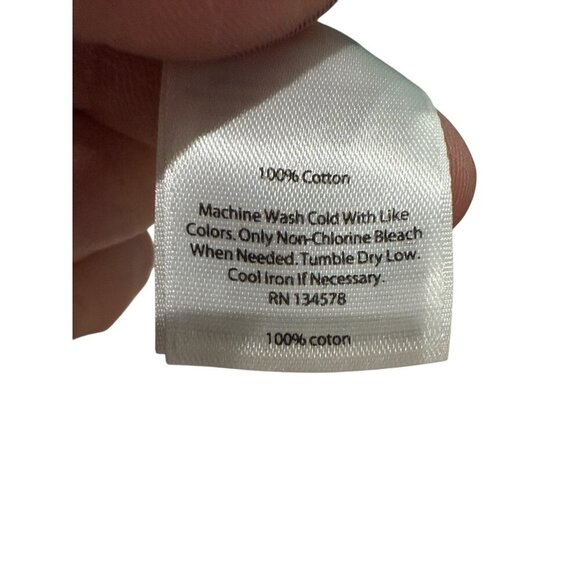 100% Cotton
Machine Wash Cold With Like
Colors. Only Non-Chlorine Bleach
When Needed. Tumble Dry Low.
Cool Iron If Necessary.
RN 134578
100% coton